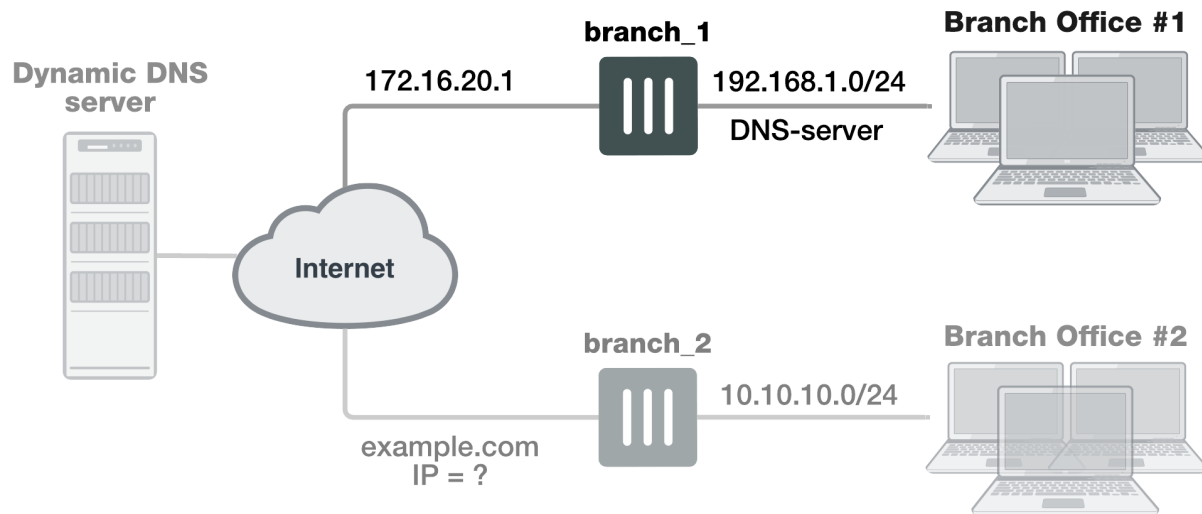 Dynamic DNS
server
172.16.20.1
branch_1
192.168.1.0/24
DNS-server
Branch Office #1
Internet
example.com
IP = ?
branch_2
10.10.10.0/24
Branch Office #2